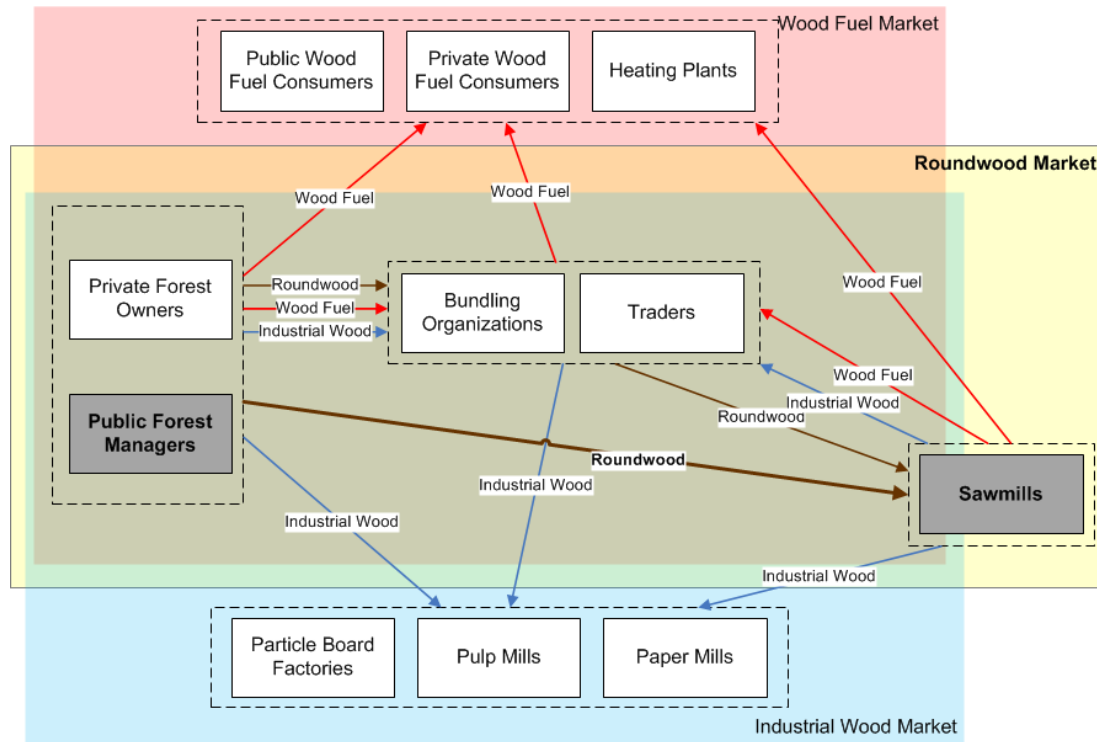 Wood Fuel Market
Public Wood
Fuel Consumers
Private Wood
Fuel Consumers
Heating Plants
Roundwood Market
Wood Fuel
Wood Fuel
Wood Fuel
Private Forest
Owners
Roundwood
Wood Fuel
Industrial Wood
Bundling
Organizations
Traders
Wood Fuel
Industrial Wood
Roundwood
Public Forest
Managers
Roundwood
Industrial Wood
Sawmills
Industrial Wood
Industrial Wood
Particle Board
Factories
Pulp Mills
Paper Mills
Industrial Wood Market